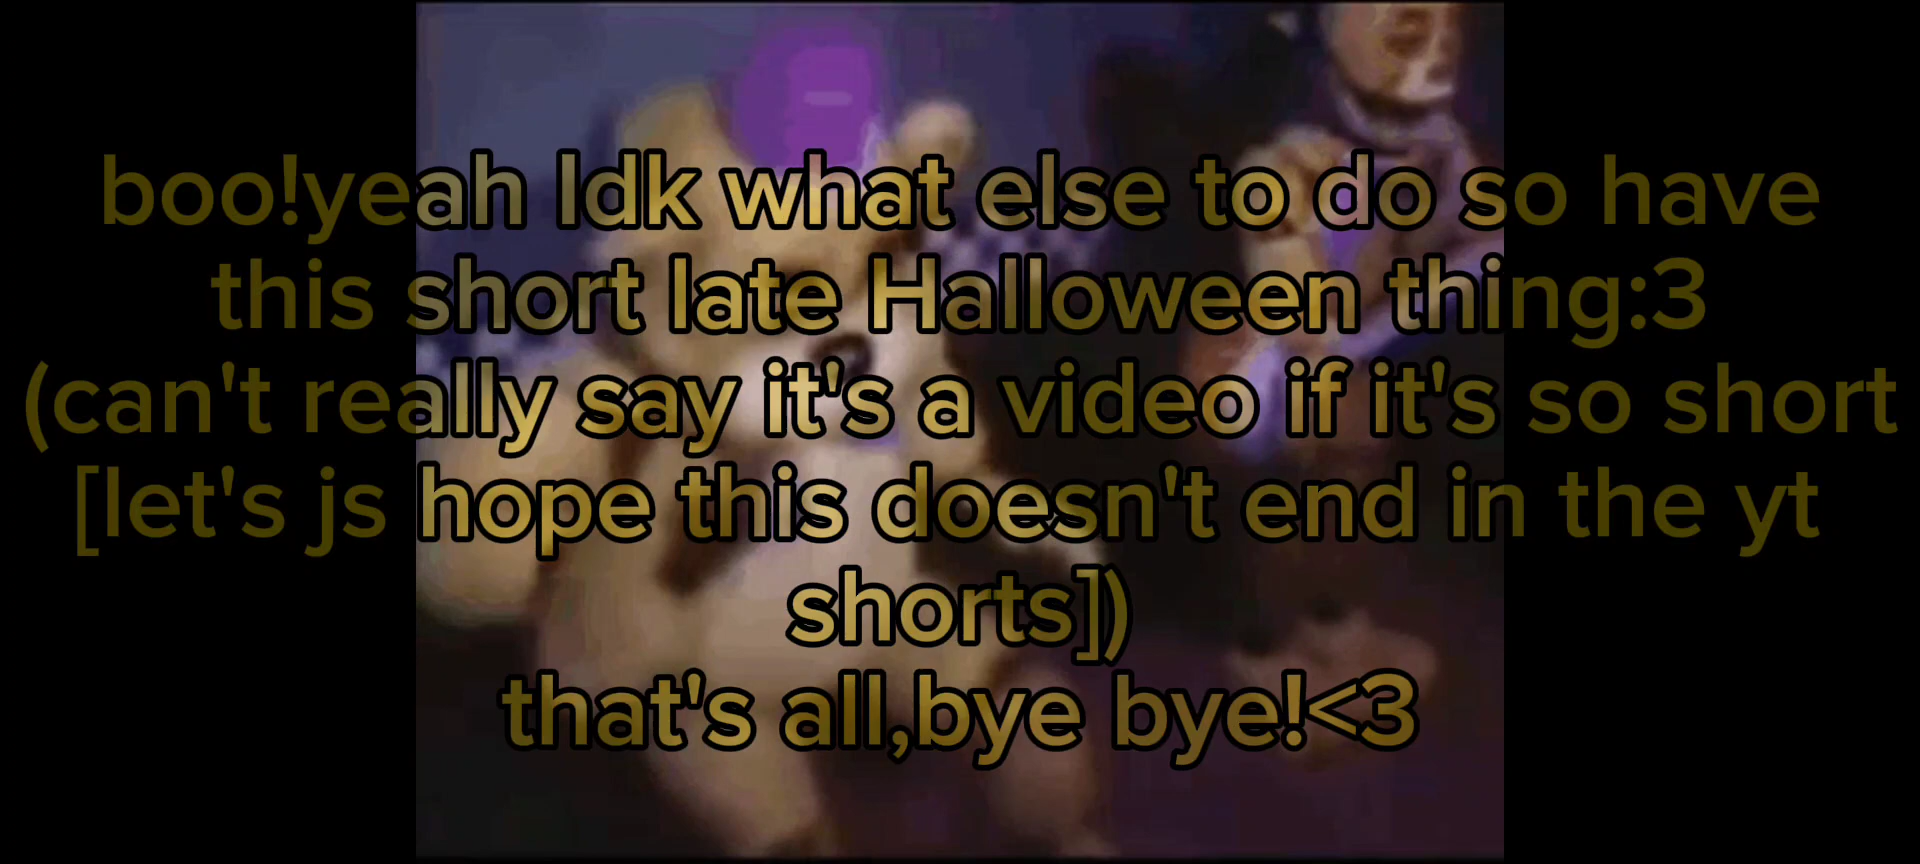 boo!yeah Idk what else to do so have
this short late Halloween thing:3
(can't really say it's a video if it's so short
[let's js hope this doesn't end in the yt
shorts])
that's all,bye bye!<3